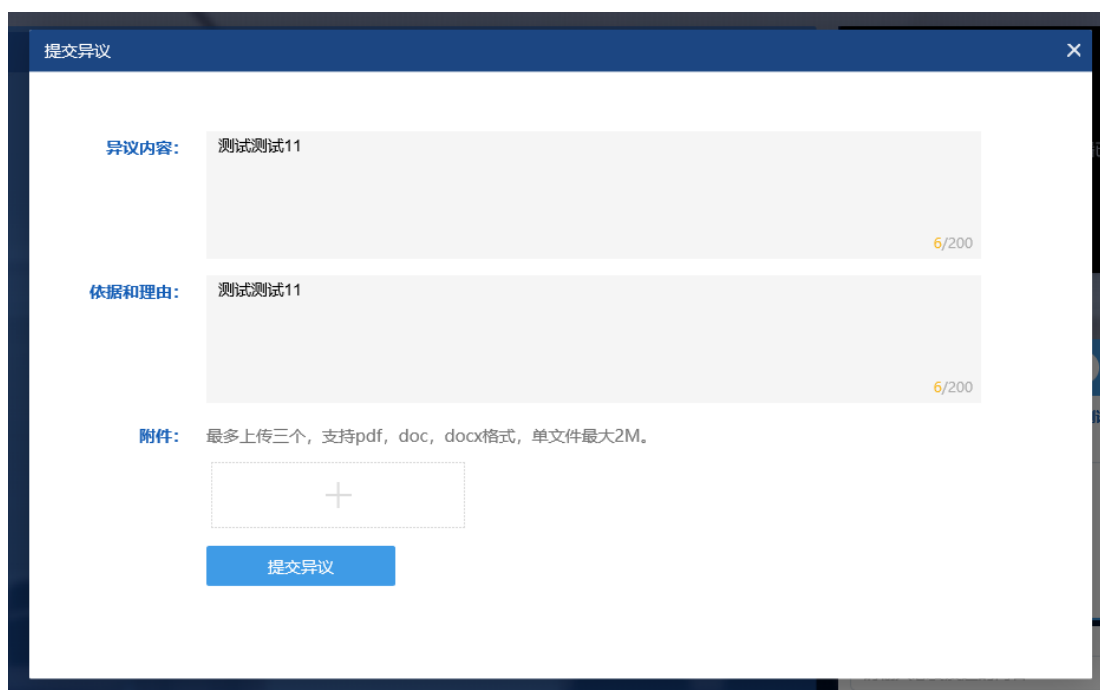 提交异议
异议内容：
测试测试11
6/200
依据和理由：
测试测试11
6/200
附件：
最多上传三个，支持pdf，doc，docx格式，单文件最大2M。
提交异议